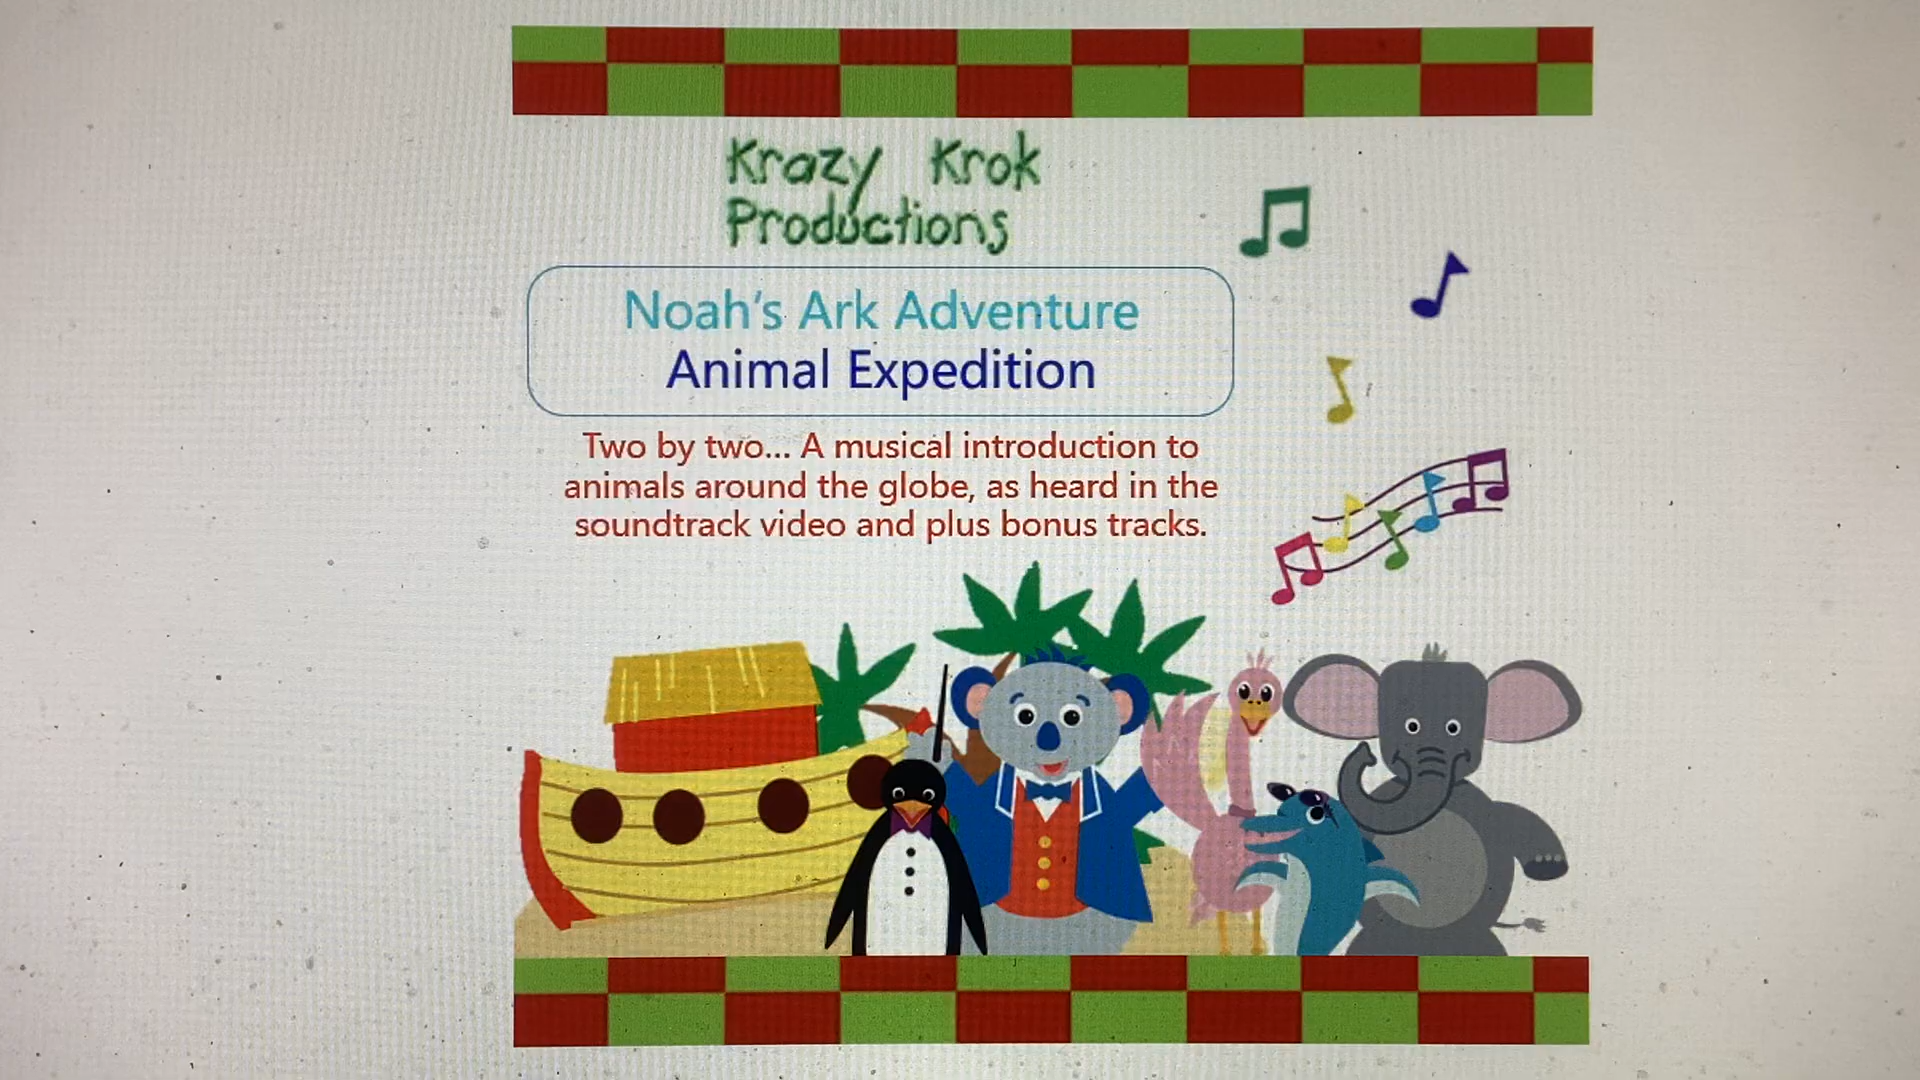 Krazy Krok
Productions
Noah's Ark Adventure
Animal Expedition
Two by two... A musical introduction to
animals around the globe, as heard in the
soundtrack video and plus bonus tracks.